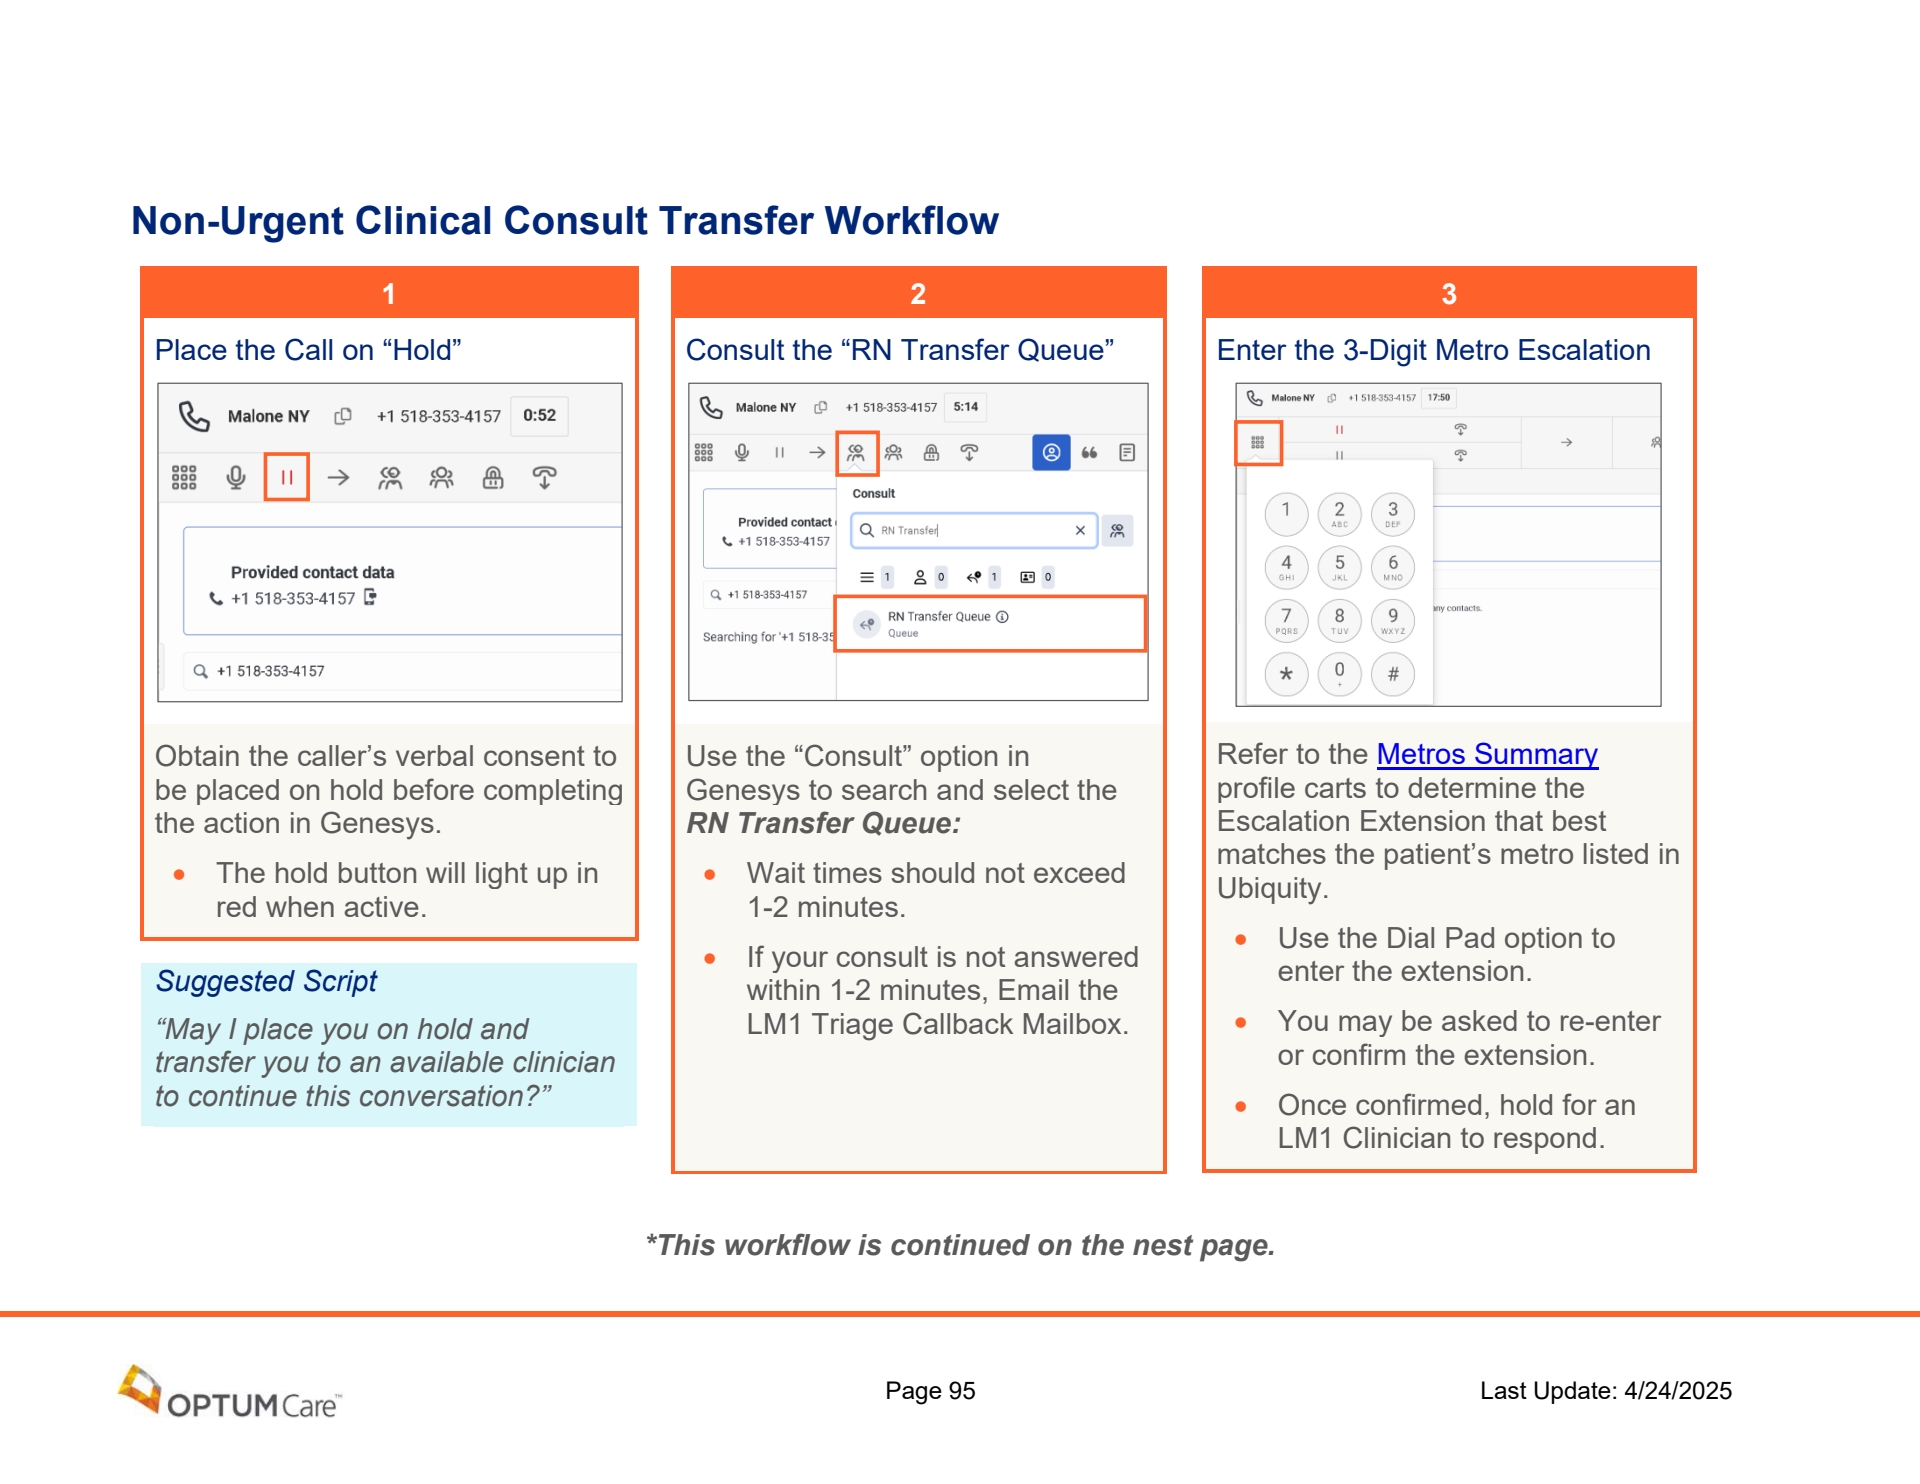 Non-Urgent Clinical Consult Transfer Workflow
1
Place the Call on “Hold”
Malone NY +1 518-353-4157 0:52
Provided contact data
+1 518-353-4157
+1 518-353-4157
Obtain the caller’s verbal consent to
be placed on hold before completing
the action in Genesys.
• The hold button will light up in
red when active.
Suggested Script
“May I place you on hold and
transfer you to an available clinician
to continue this conversation?”
2
Consult the “RN Transfer Queue”
Malone NY +1 518-353-4157 5:14
Consult
Provided contact
+1 518-353-4157
RN Transfer
1 0 1 0
+1 518-353-4157
RN Transfer Queue
Queue
Searching for '+1 518-35
Use the “Consult” option in
Genesys to search and select the
RN Transfer Queue:
• Wait times should not exceed
1-2 minutes.
• If your consult is not answered
within 1-2 minutes, Email the
LM1 Triage Callback Mailbox.
3
Enter the 3-Digit Metro Escalation
Malone NY +1 518-353-4157 17:50
1 2 3
ABC DEF
4 5 6
GHI JKL MNO
7 8 9
PQRS TUV WXYZ
* 0 #
+
any contacts.
Refer to the Metros Summary
profile carts to determine the
Escalation Extension that best
matches the patient’s metro listed in
Ubiquity.
• Use the Dial Pad option to
enter the extension.
• You may be asked to re-enter
or confirm the extension.
• Once confirmed, hold for an
LM1 Clinician to respond.
*This workflow is continued on the nest page.
OPTUM Care™
Page 95
Last Update: 4/24/2025